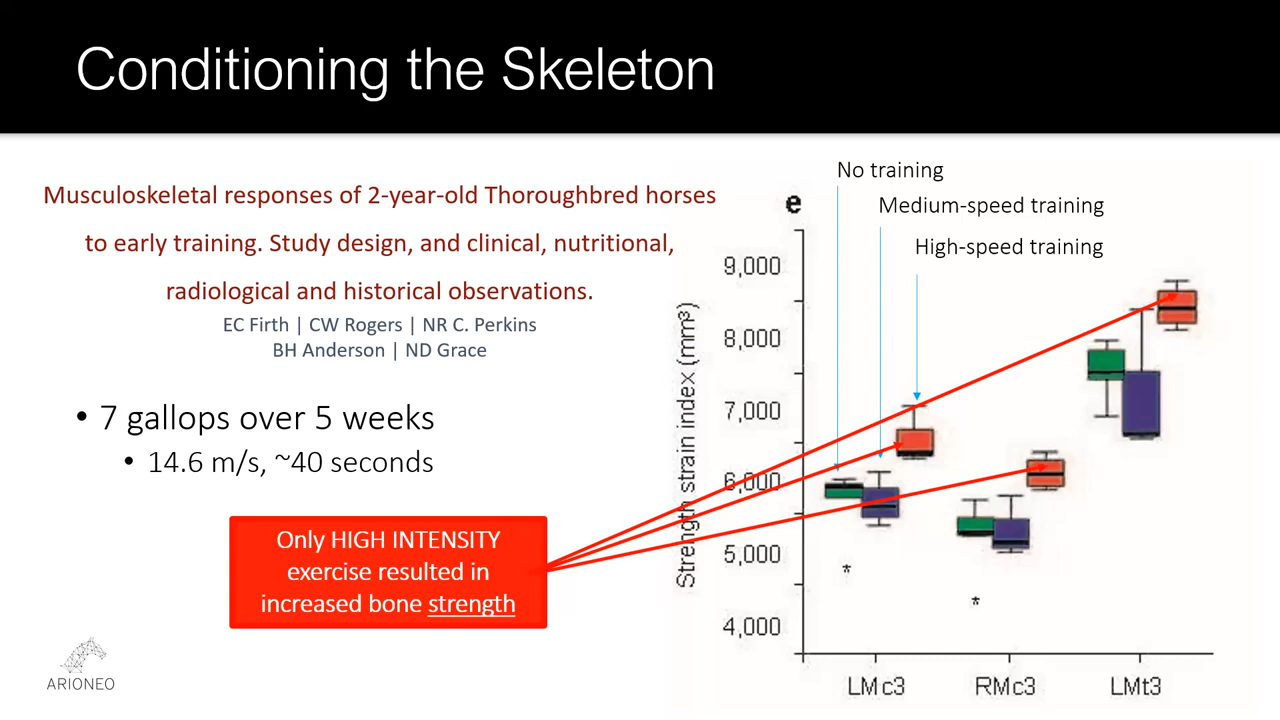 Conditioning the Skeleton
Musculoskeletal responses of 2-year-old Thoroughbred horses
to early training. Study design, and clinical, nutritional,
radiological and historical observations.
EC Firth | CW Rogers | NR C. Perkins
BH Anderson | ND Grace
• 7 gallops over 5 weeks
• 14.6 m/s, ~40 seconds
Only HIGH INTENSITY
exercise resulted in
increased bone strength
ARIONEO
No training
Medium-speed training
High-speed training
e
Strength strain index (mm³)
9,000
8,000
7,000
6,000
5,000
4,000
*
*
LMc3 RMc3 LMt3